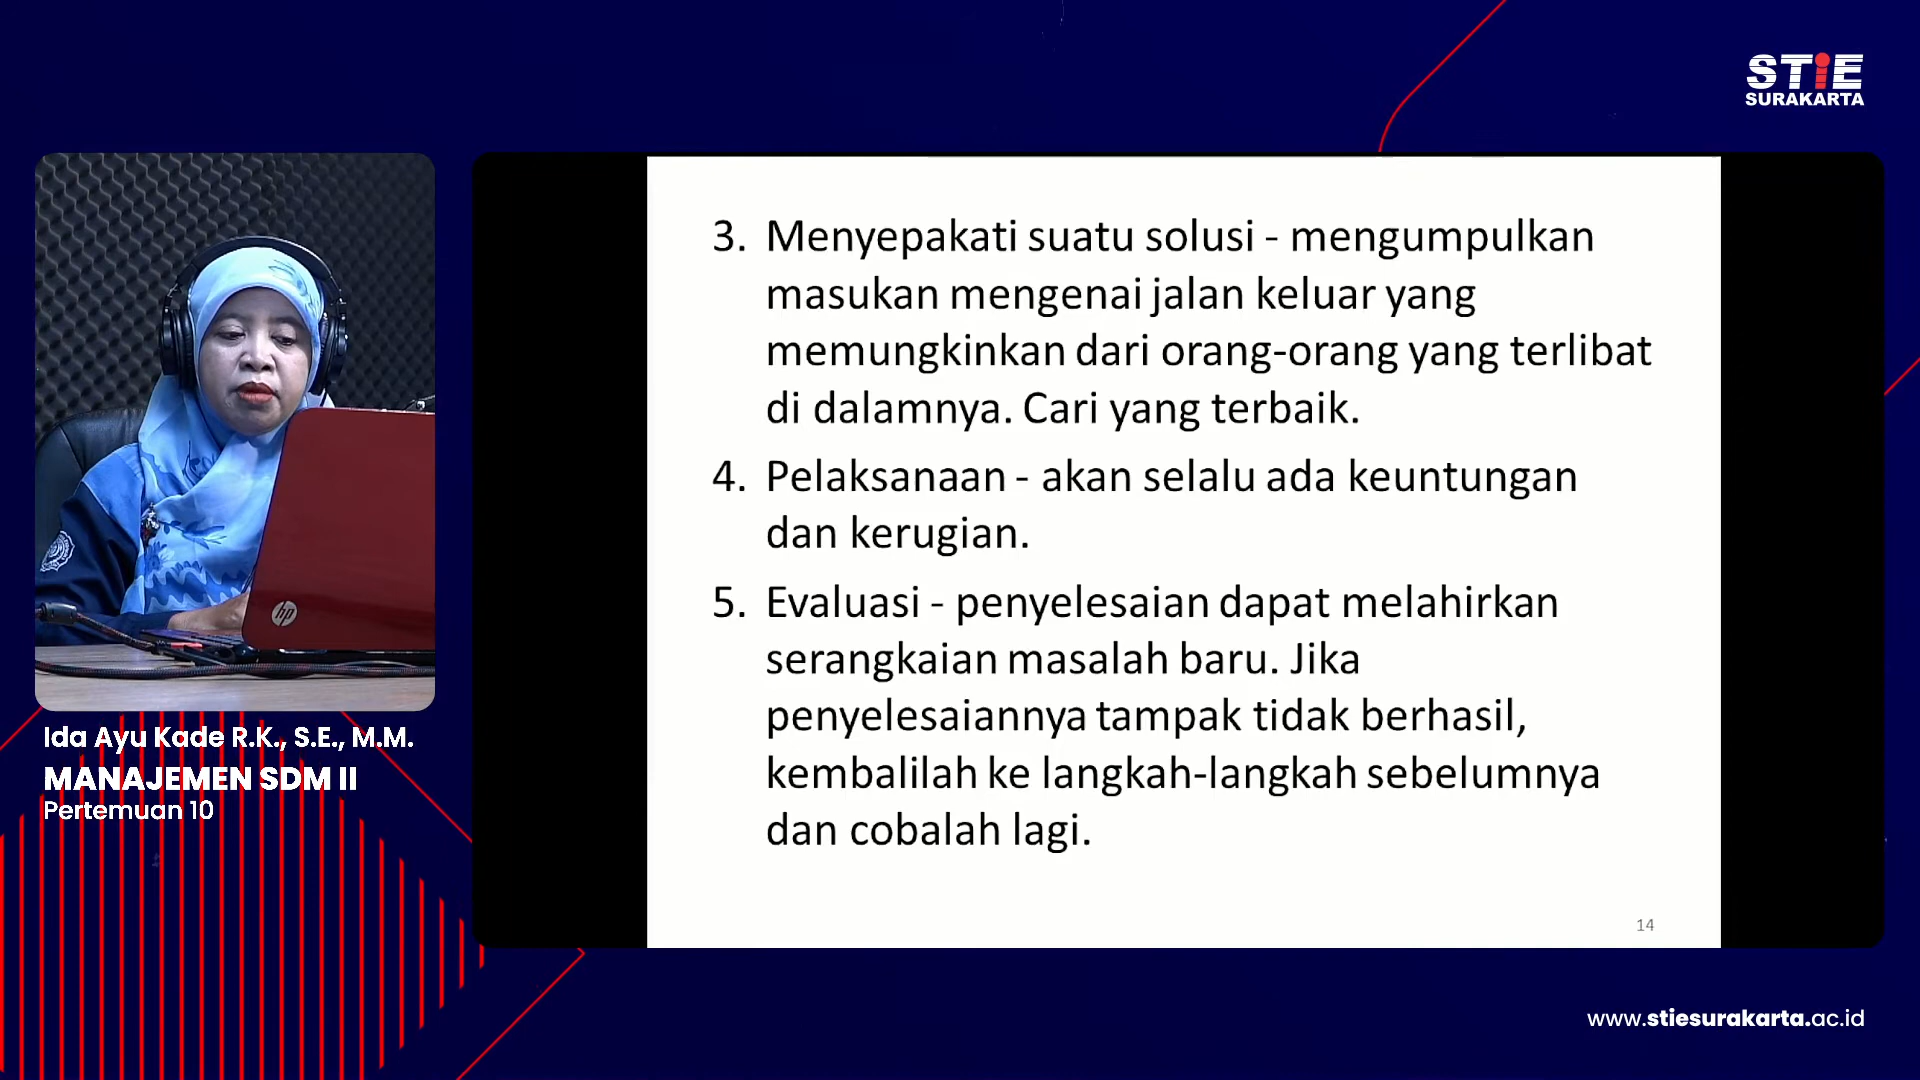 STiE
SURAKARTA
3. Menyepakati suatu solusi - mengumpulkan
masukan mengenai jalan keluar yang
memungkinkan dari orang-orang yang terlibat
di dalamnya. Cari yang terbaik.
4. Pelaksanaan - akan selalu ada keuntungan
dan kerugian.
5. Evaluasi - penyelesaian dapat melahirkan
serangkaian masalah baru. Jika
penyelesaiannya tampak tidak berhasil,
kembalilah ke langkah-langkah sebelumnya
dan cobalah lagi.
14
hp
Ida Ayu Kade R.K., S.E., M.M.
MANAJEMEN SDM II
Pertemuan 10
www.stiesurakarta.ac.id